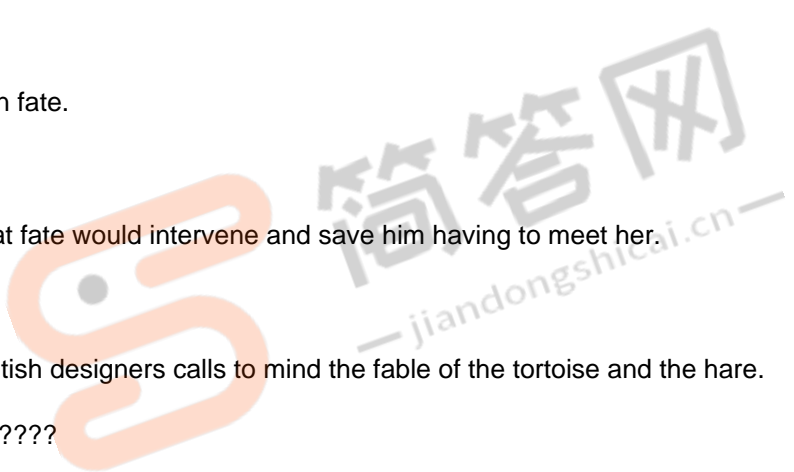 n fate.
at fate would intervene and save him having to meet her.
tish designers calls to mind the fable of the tortoise and the hare.
????
简答网
jiandongshicai.cn